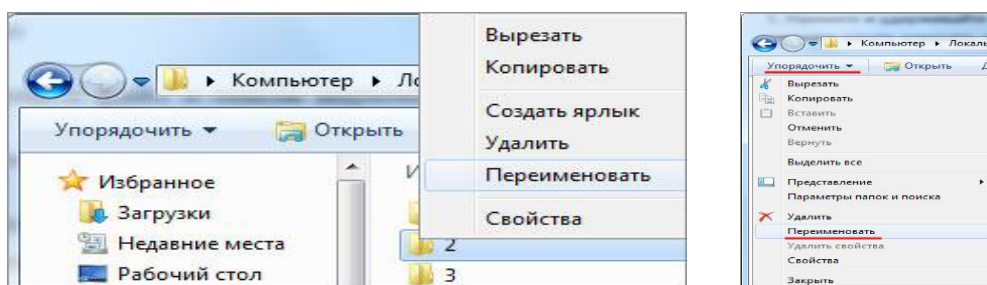 Вырезать
Копировать
Создать ярлык
Удалить
Переименовать
Свойства
Компьютер
Упорядочить
Открыть
Избранное
Загрузки
Недавние места
Рабочий стол
2
3
Компьютер
Упорядочить
Открыть
Вырезать
Копировать
Вставить
Отменить
Вернуть
Выделить все
Представление
Параметры папок и поиска
Удалить
Переименовать
Удалить свойства
Свойства
Закрыть